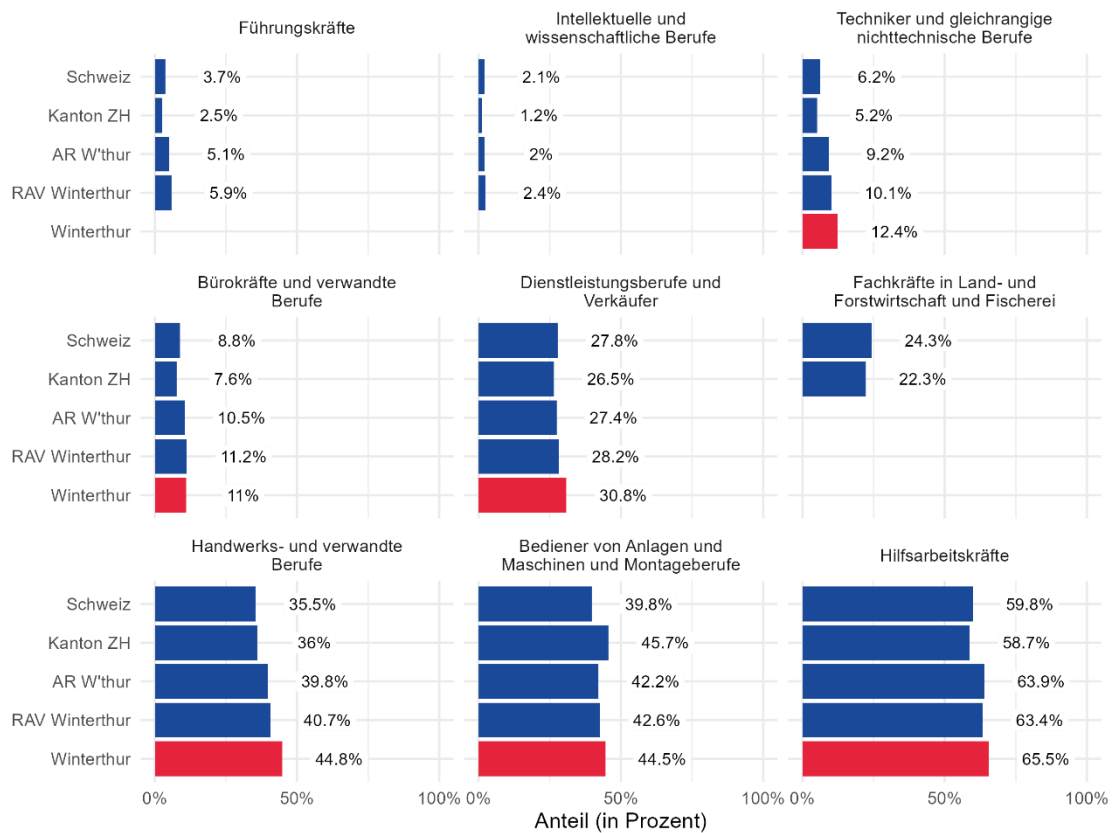 Führungskräfte
Intellektuelle und
wissenschaftliche Berufe
Techniker und gleichrangige
nichttechnische Berufe
Schweiz 3.7% 2.1% 6.2%
Kanton ZH 2.5% 1.2% 5.2%
AR W'thur 5.1% 2% 9.2%
RAV Winterthur 5.9% 2.4% 10.1%
Winterthur 12.4%
Bürokräfte und verwandte
Berufe
Dienstleistungsberufe und
Verkäufer
Fachkräfte in Land- und
Forstwirtschaft und Fischerei
Schweiz 8.8% 27.8% 24.3%
Kanton ZH 7.6% 26.5% 22.3%
AR W'thur 10.5% 27.4%
RAV Winterthur 11.2% 28.2%
Winterthur 11% 30.8%
Handwerks- und verwandte
Berufe
Bediener von Anlagen und
Maschinen und Montageberufe
Hilfsarbeitskräfte
Schweiz 35.5% 39.8% 59.8%
Kanton ZH 36% 45.7% 58.7%
AR W'thur 39.8% 42.2% 63.9%
RAV Winterthur 40.7% 42.6% 63.4%
Winterthur 44.8% 44.5% 65.5%
0% 50% 100% 0% 50% 100% 0% 50% 100%
Anteil (in Prozent)